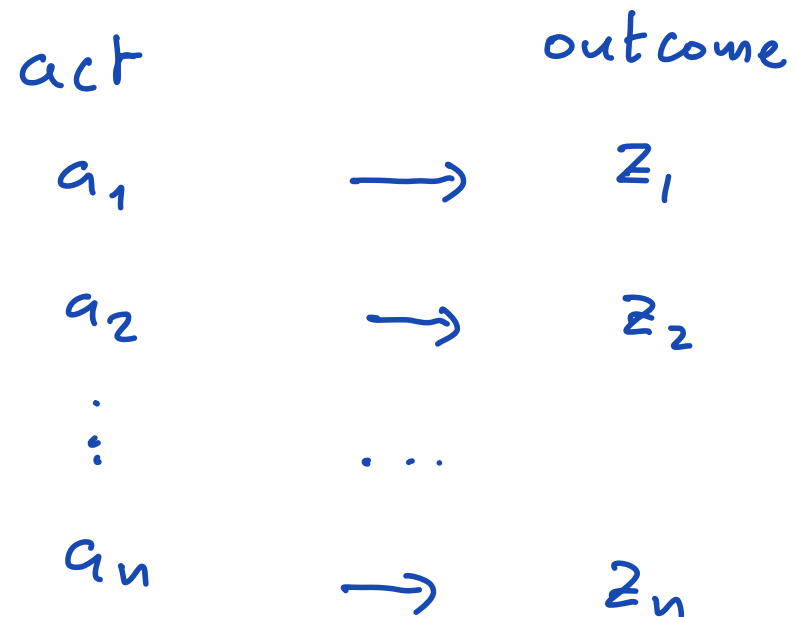 act outcome
a₁ → z₁
a₂ → z₂
⋮ ...
aₙ → zₙ